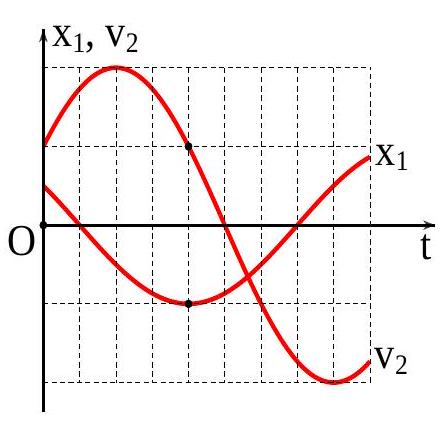 x₁, v₂
x₁
O
t
v₂